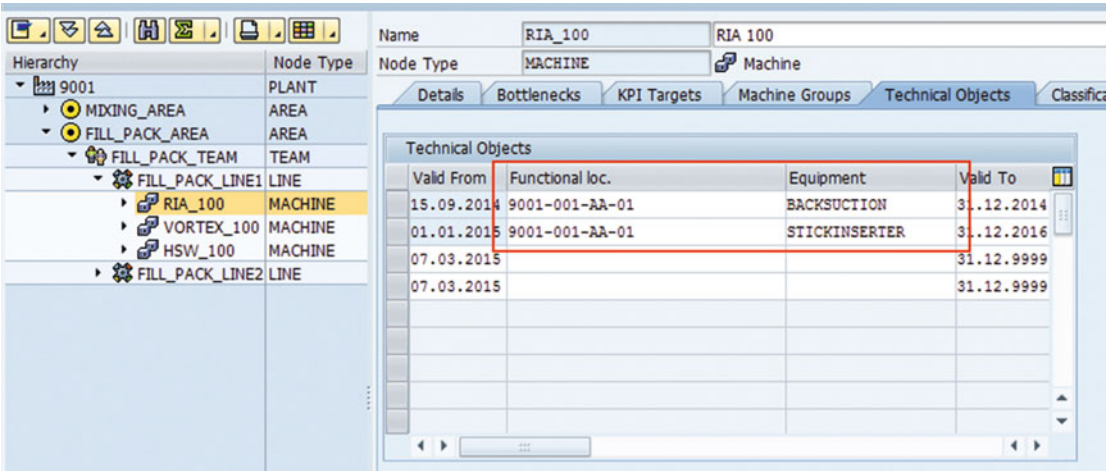 Hierarchy Node Type
9001 PLANT
MIXING_AREA AREA
FILL_PACK_AREA AREA
FILL_PACK_TEAM TEAM
FILL_PACK_LINE1 LINE
RIA_100 MACHINE
VORTEX_100 MACHINE
HSW_100 MACHINE
FILL_PACK_LINE2 LINE
Name RIA_100 RIA 100
Node Type MACHINE Machine
Details Bottlenecks KPI Targets Machine Groups Technical Objects Classifica
Technical Objects
Valid From Functional loc. Equipment Valid To
15.09.2014 9001-001-AA-01 BACKSUCTION 31.12.2014
01.01.2015 9001-001-AA-01 STICKINSERTER 31.12.2016
07.03.2015 31.12.9999
07.03.2015 31.12.9999